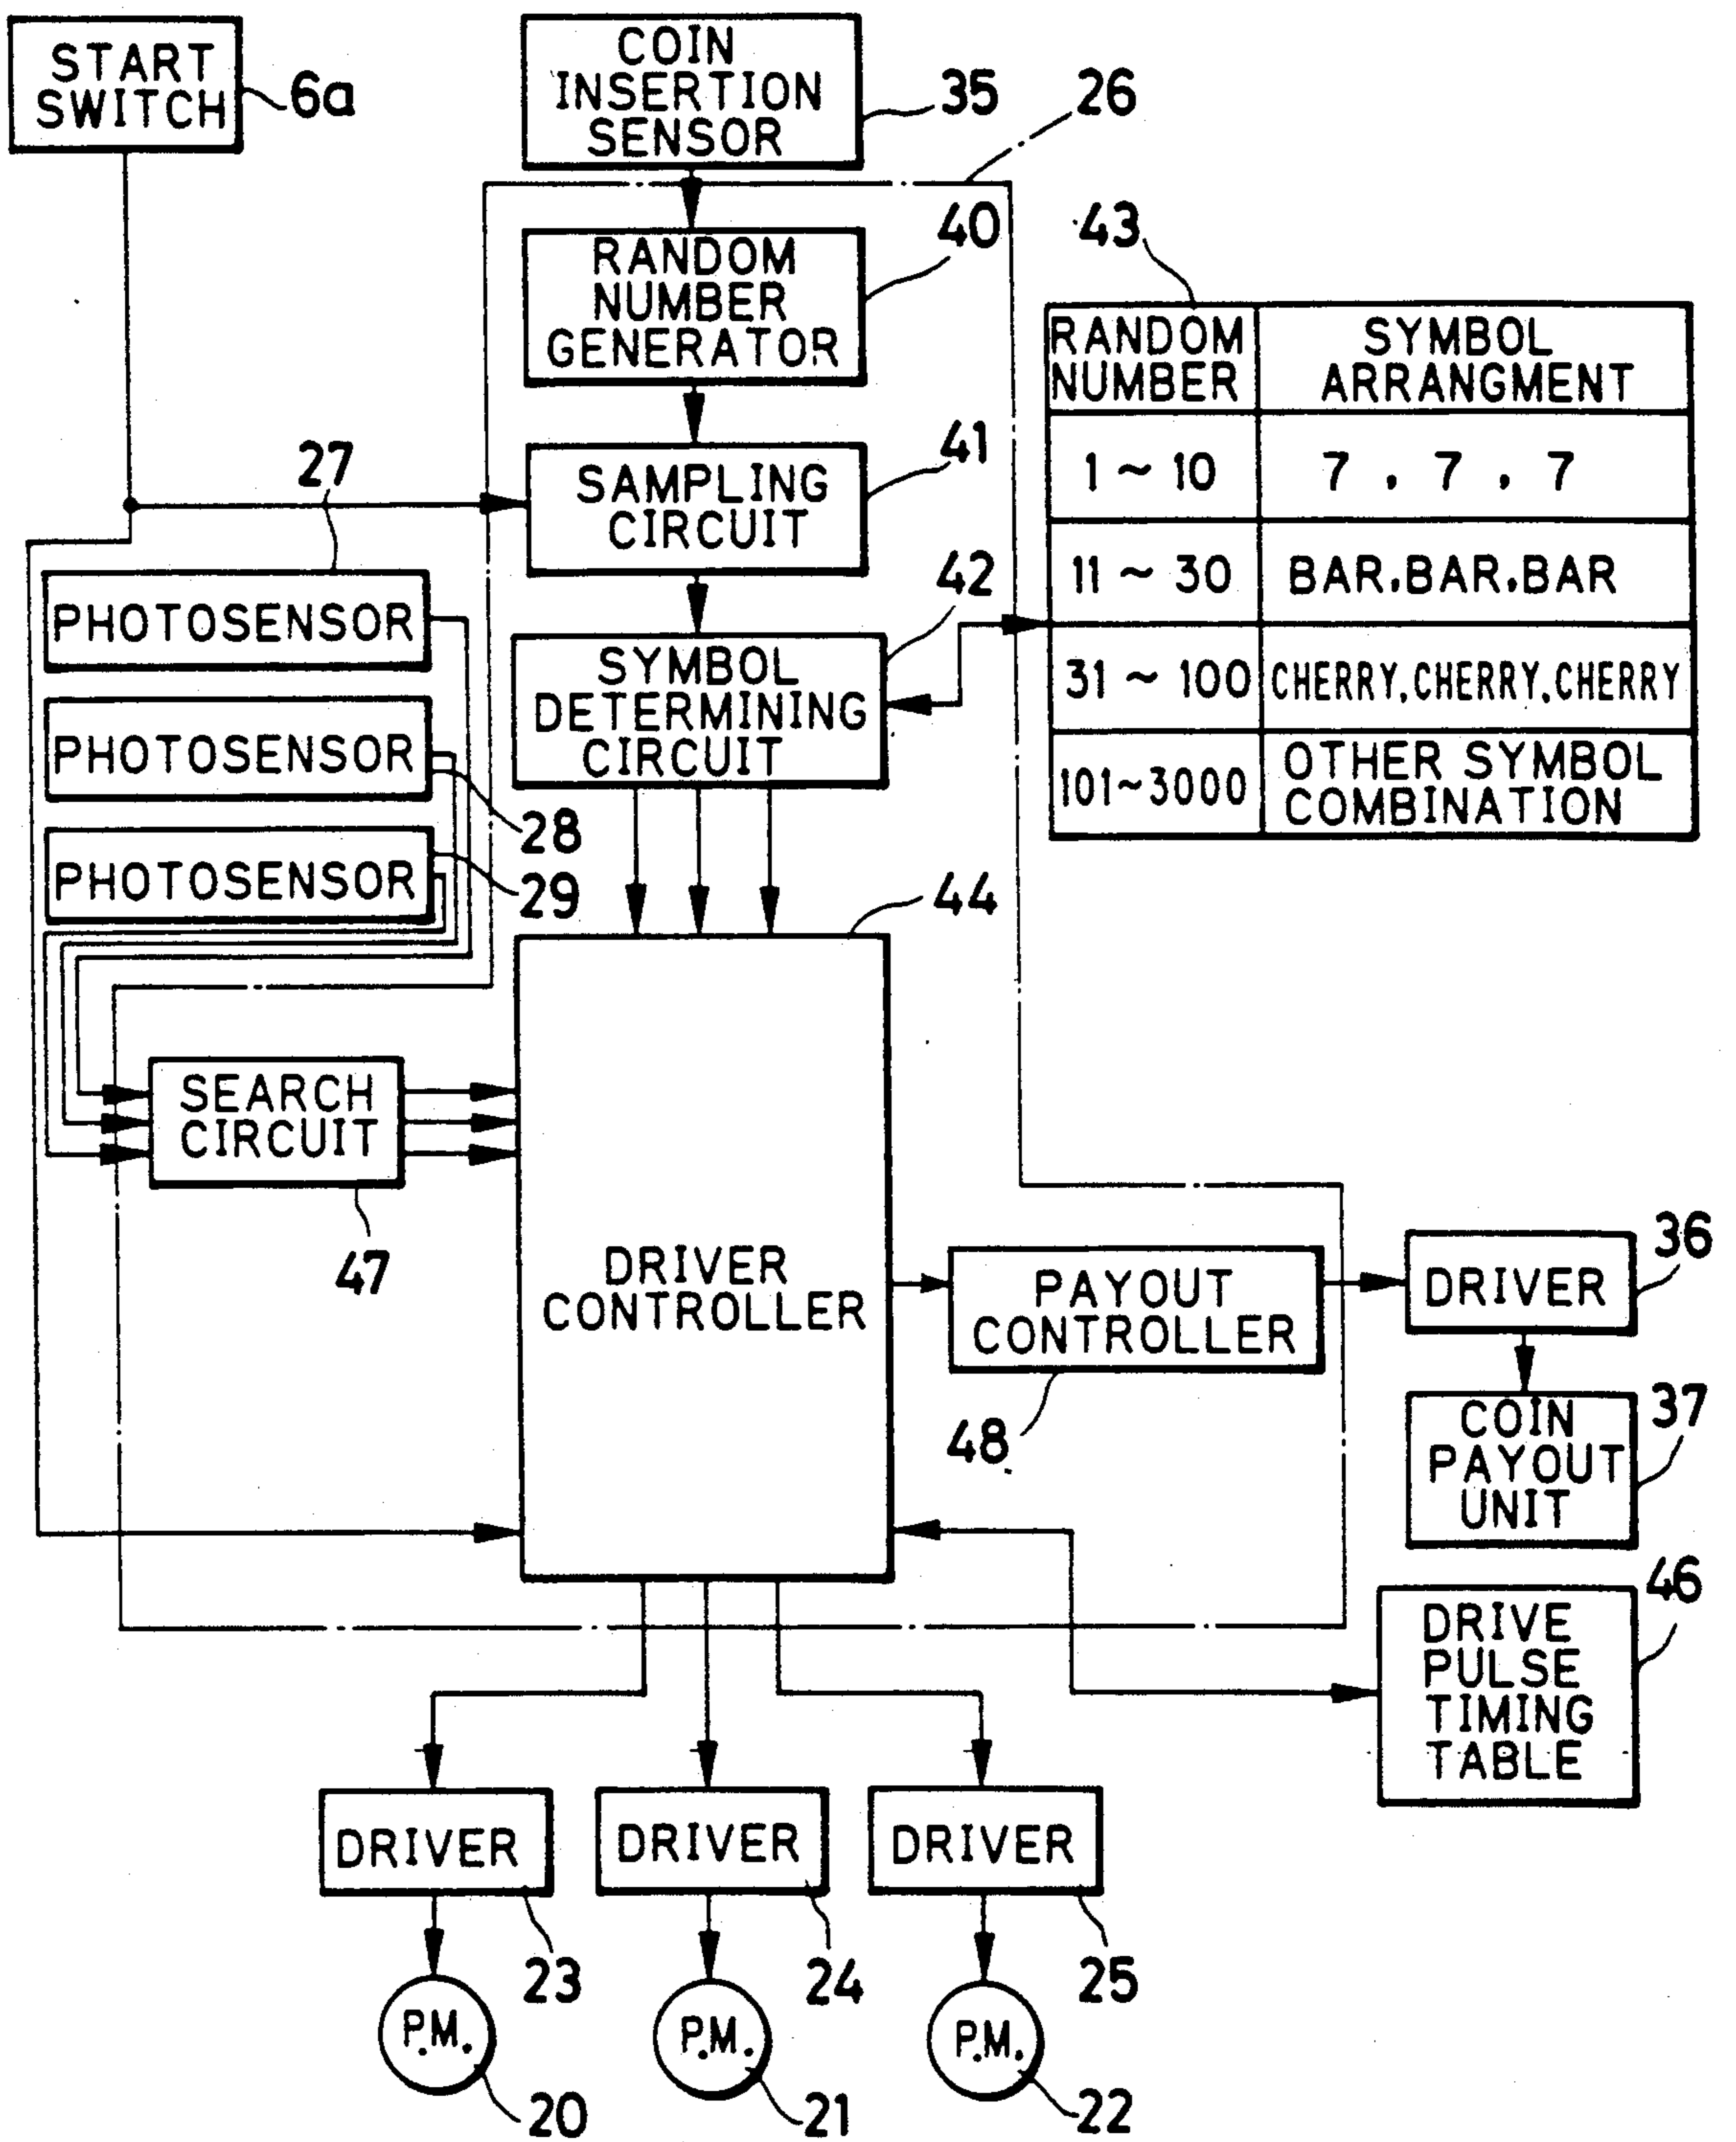 START
SWITCH
6a
COIN
INSERTION
SENSOR
35
26
RANDOM
NUMBER
GENERATOR
40
43
RANDOM
NUMBER
SYMBOL
ARRANGMENT
1 ~ 10
7 . 7 . 7
11 ~ 30
BAR.BAR.BAR
31 ~ 100
CHERRY.CHERRY.CHERRY
101~3000
OTHER SYMBOL
COMBINATION
SAMPLING
CIRCUIT
41
27
PHOTOSENSOR
PHOTOSENSOR
28
PHOTOSENSOR
29
SYMBOL
DETERMINING
CIRCUIT
42
44
SEARCH
CIRCUIT
47
DRIVER
CONTROLLER
PAYOUT
CONTROLLER
48
DRIVER
36
COIN
PAYOUT
UNIT
37
DRIVE
PULSE
TIMING
TABLE
46
DRIVER
23
DRIVER
24
DRIVER
25
P.M.
20
P.M.
21
P.M.
22